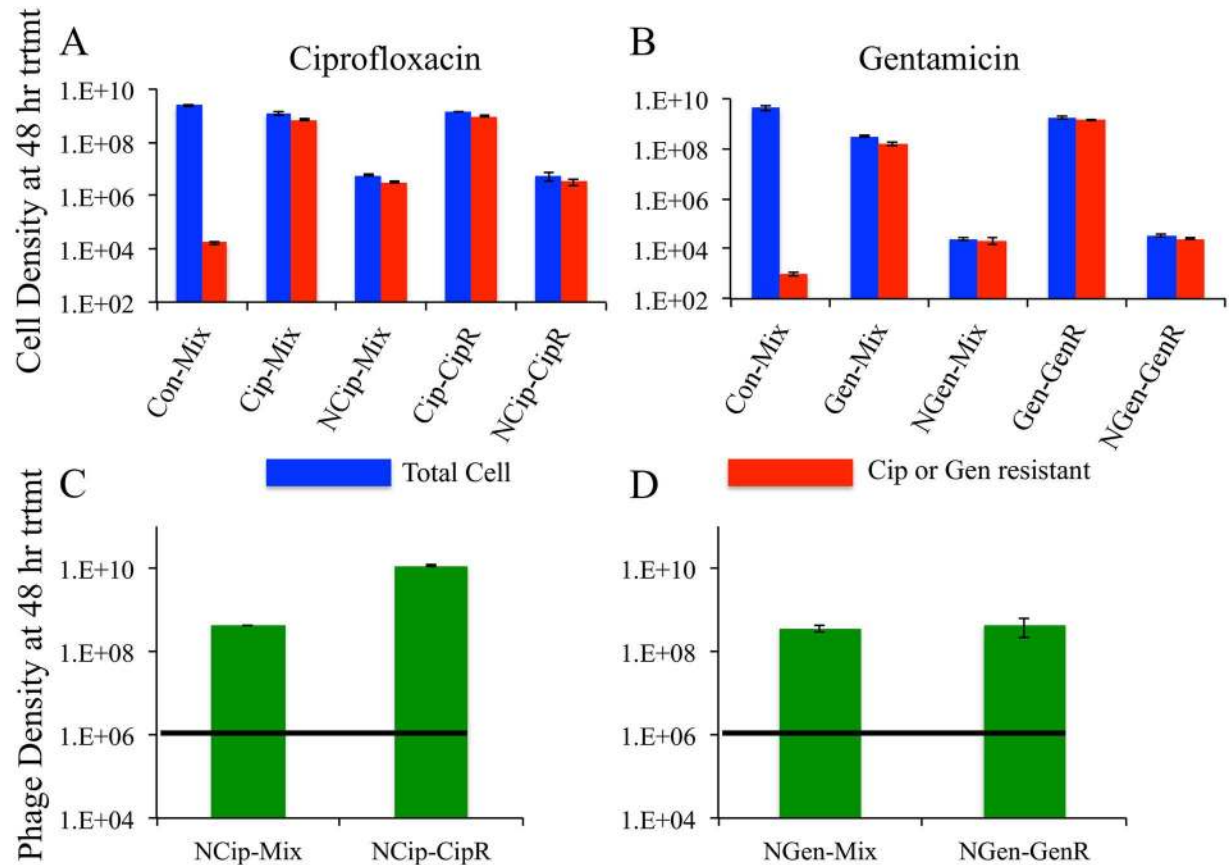 A
Ciprofloxacin
Cell Density at 48 hr trtmt
1.E+10
1.E+08
1.E+06
1.E+04
1.E+02
Con-Mix
Cip-Mix
NCip-Mix
Cip-CipR
NCip-CipR
B
Gentamicin
1.E+10
1.E+08
1.E+06
1.E+04
1.E+02
Con-Mix
Gen-Mix
NGen-Mix
Gen-GenR
NGen-GenR
Total Cell
Cip or Gen resistant
C
Phage Density at 48 hr trtmt
1.E+10
1.E+08
1.E+06
1.E+04
NCip-Mix
NCip-CipR
D
1.E+10
1.E+08
1.E+06
1.E+04
NGen-Mix
NGen-GenR